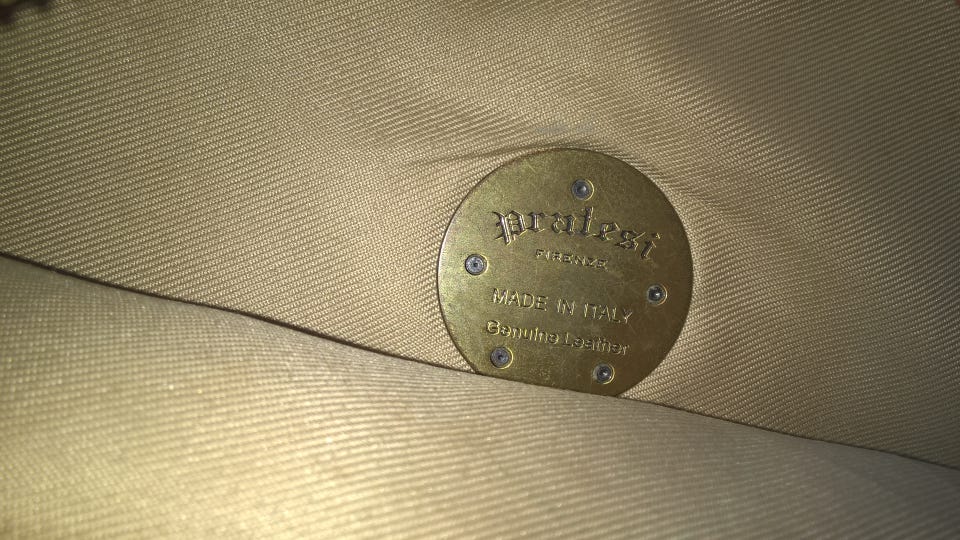 pratesi
FIRENZE
MADE IN ITALY
Genuine Leather